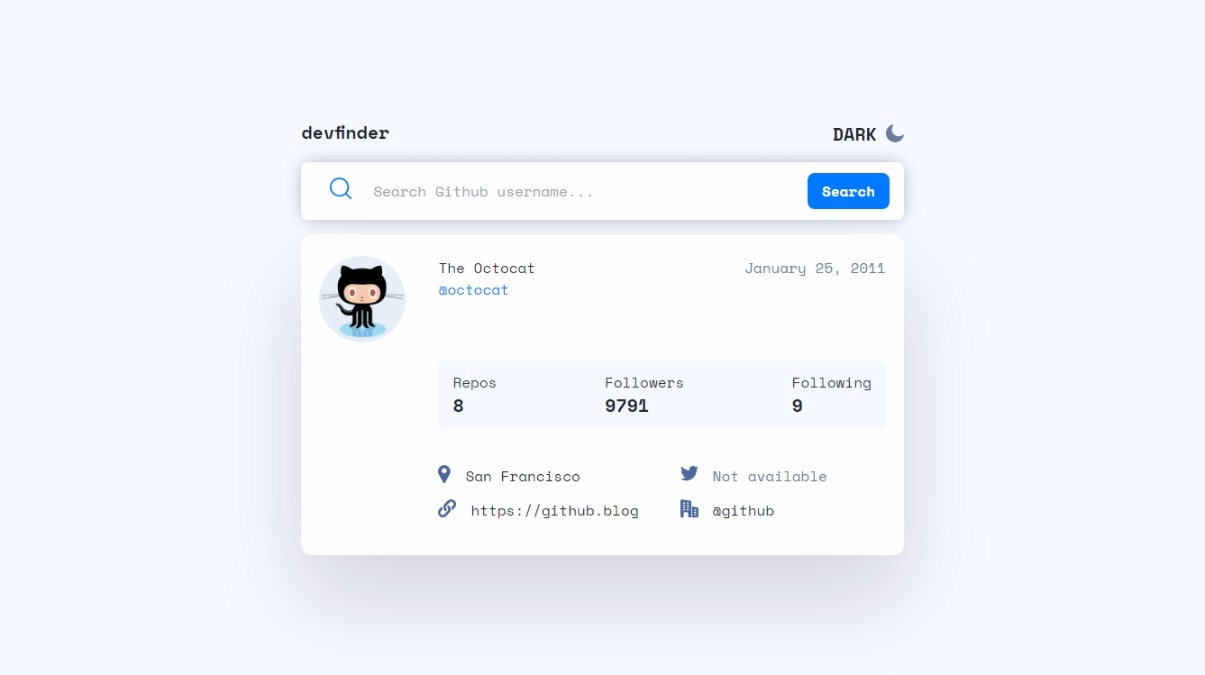 devfinder
DARK
Search Github username...
Search
The Octocat
January 25, 2011
@octocat
Repos Followers Following
8 9791 9
San Francisco
Not available
https://github.blog
@github